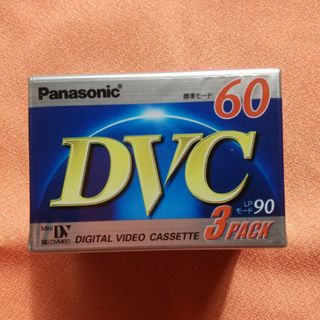 Panasonic
標準モード 60
DVC
LP
モード 90
3 PACK
Mini DV
DIGITAL VIDEO CASSETTE